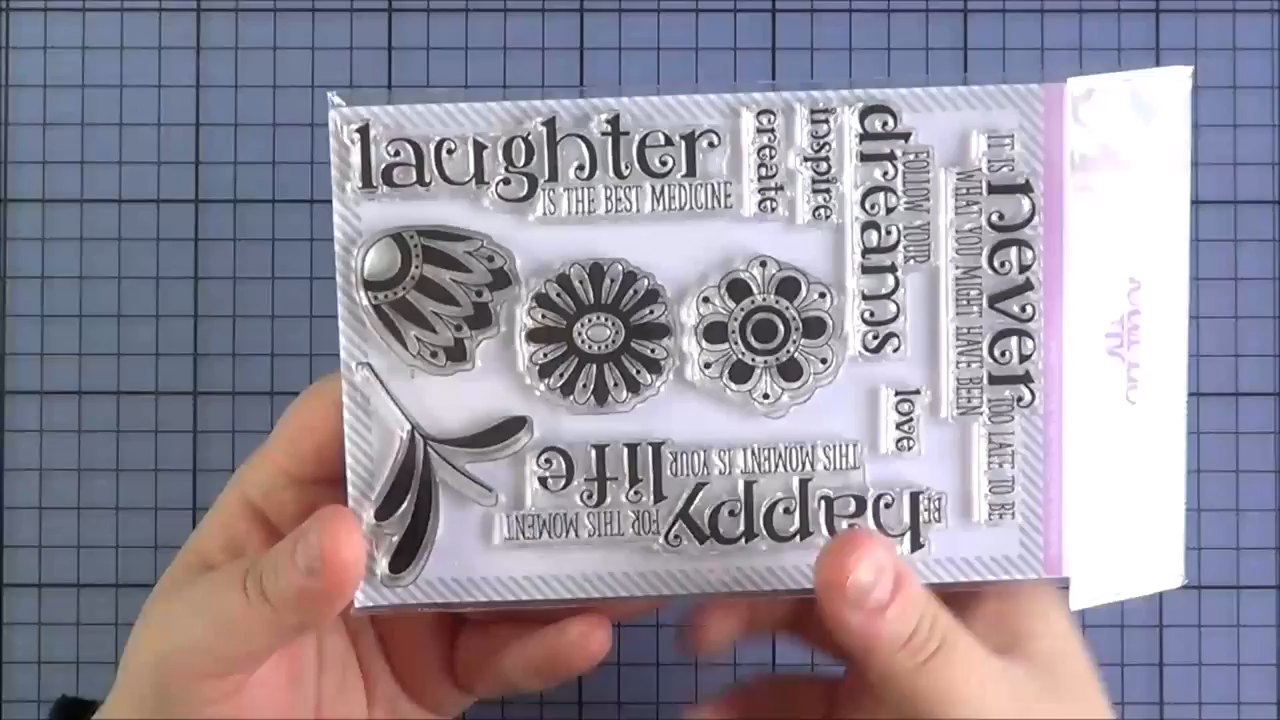 laughter
IS THE BEST MEDICINE
create
inspire
FOLLOW YOUR
dreams
IT IS never TOO LATE TO BE
WHAT YOU MIGHT HAVE BEEN
love
BE happy FOR THIS MOMENT
THIS MOMENT IS YOUR life